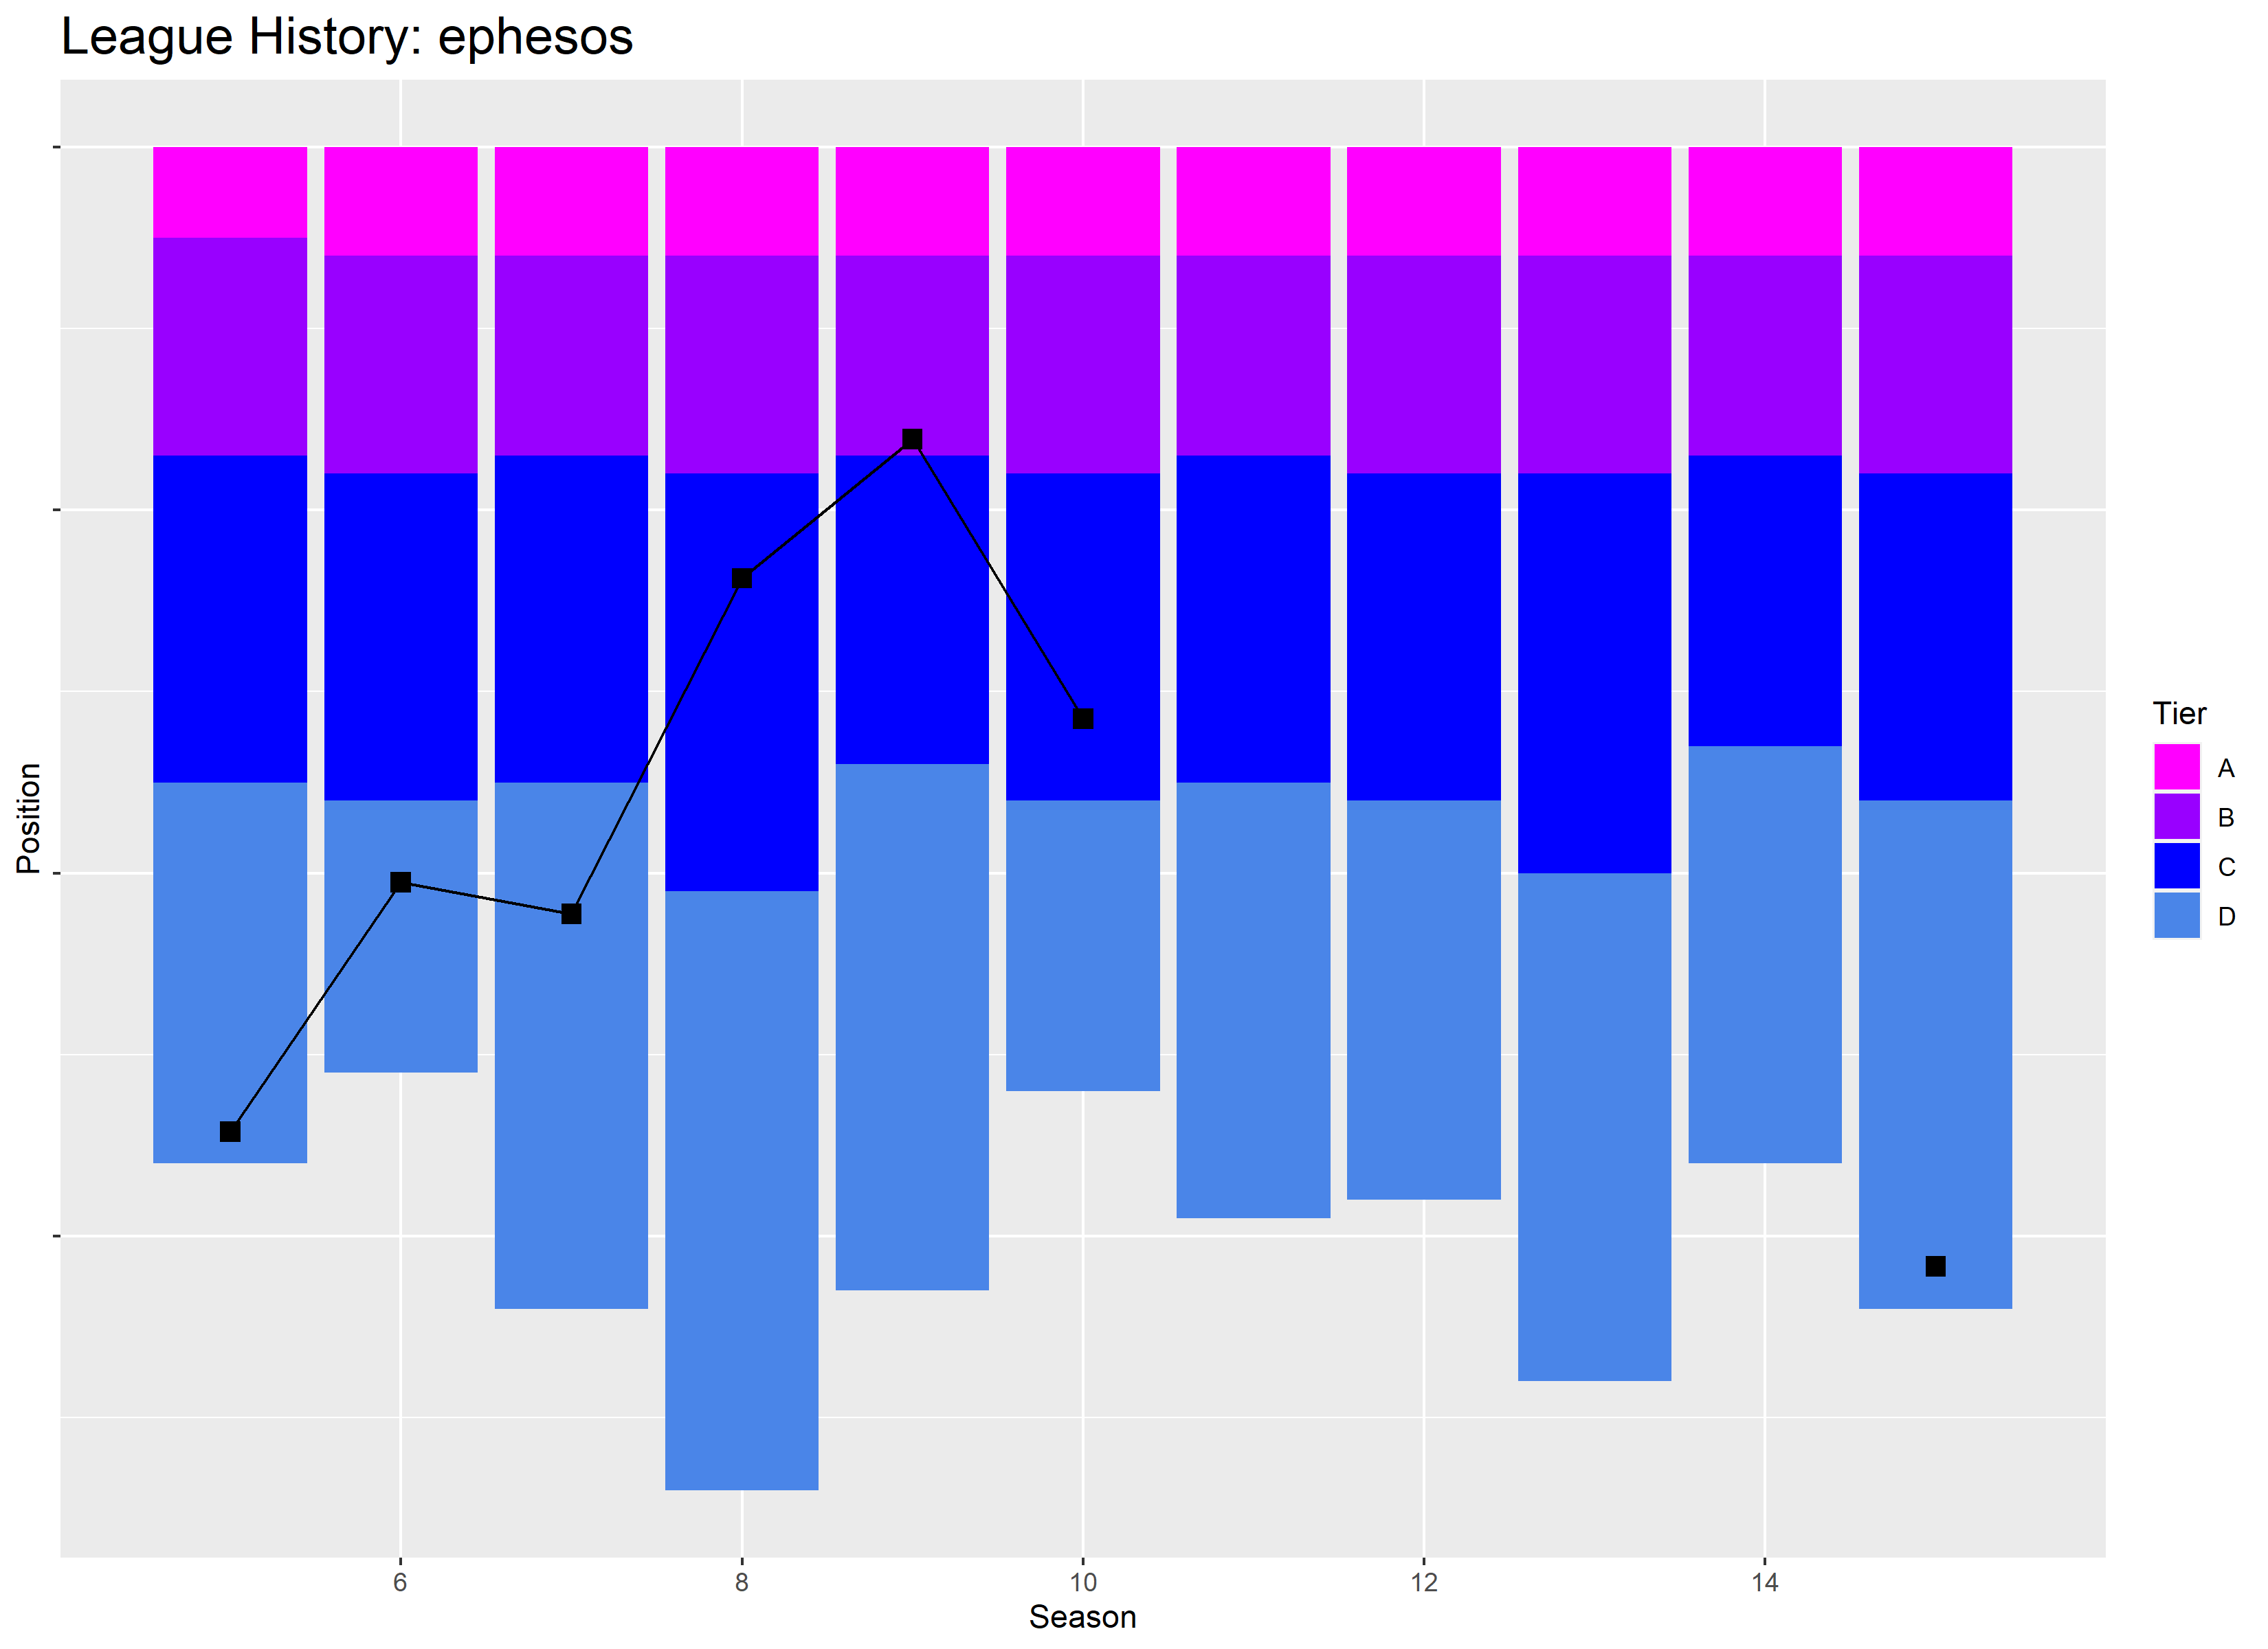 League History: ephesos
Position
Tier
A
B
C
D
6 8 10 12 14
Season